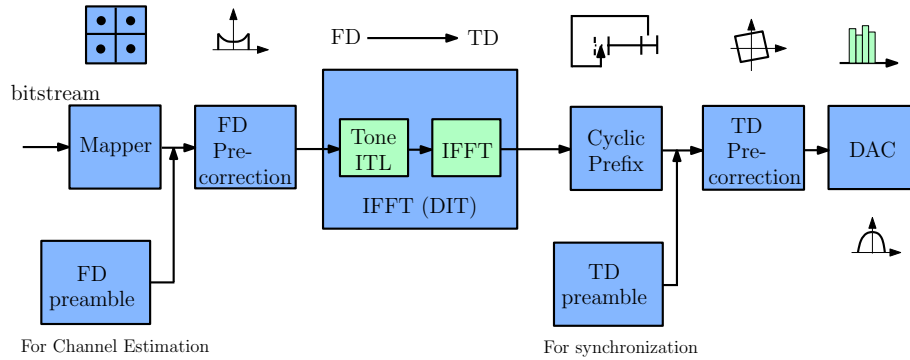 FD
TD
bitstream
Mapper
FD
Pre-
correction
Tone
ITL
IFFT
IFFT (DIT)
Cyclic
Prefix
TD
Pre-
correction
DAC
FD
preamble
TD
preamble
For Channel Estimation
For synchronization